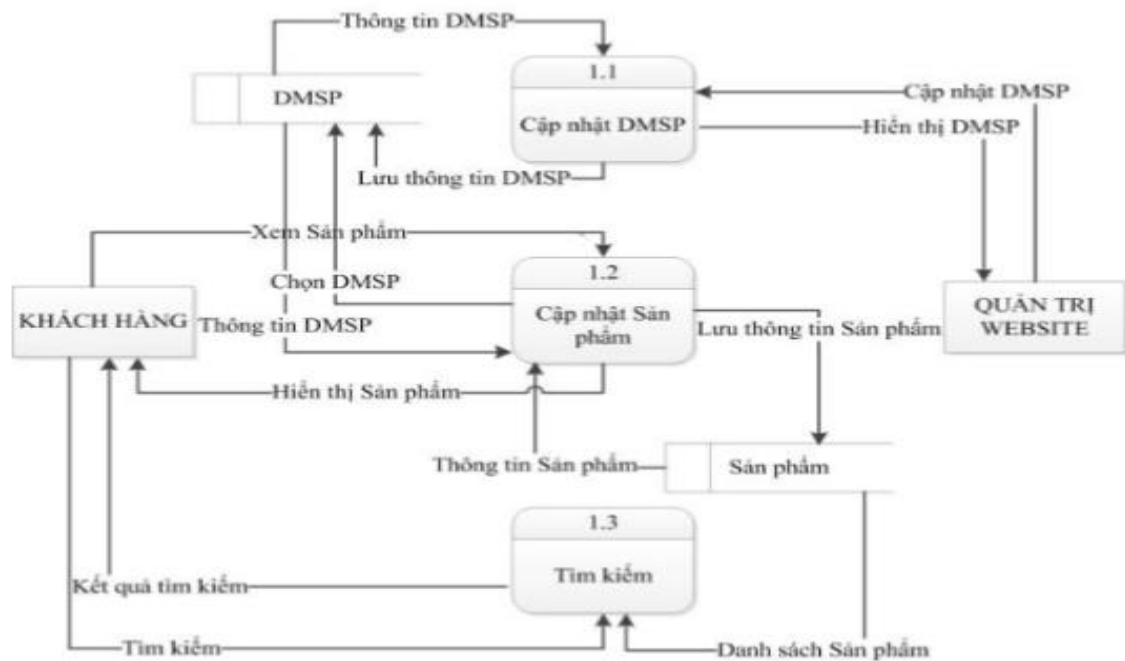 Thông tin DMSP
1.1
DMSP
Cập nhật DMSP
Cập nhật DMSP
Hiển thị DMSP
Lưu thông tin DMSP
Xem Sản phẩm
1.2
Chọn DMSP
KHÁCH HÀNG
Thông tin DMSP
Cập nhật Sản
phẩm
Lưu thông tin Sản phẩm
QUẢN TRỊ
WEBSITE
Hiển thị Sản phẩm
Thông tin Sản phẩm
Sản phẩm
1.3
Tìm kiếm
Kết quả tìm kiếm
Tìm kiếm
Danh sách Sản phẩm